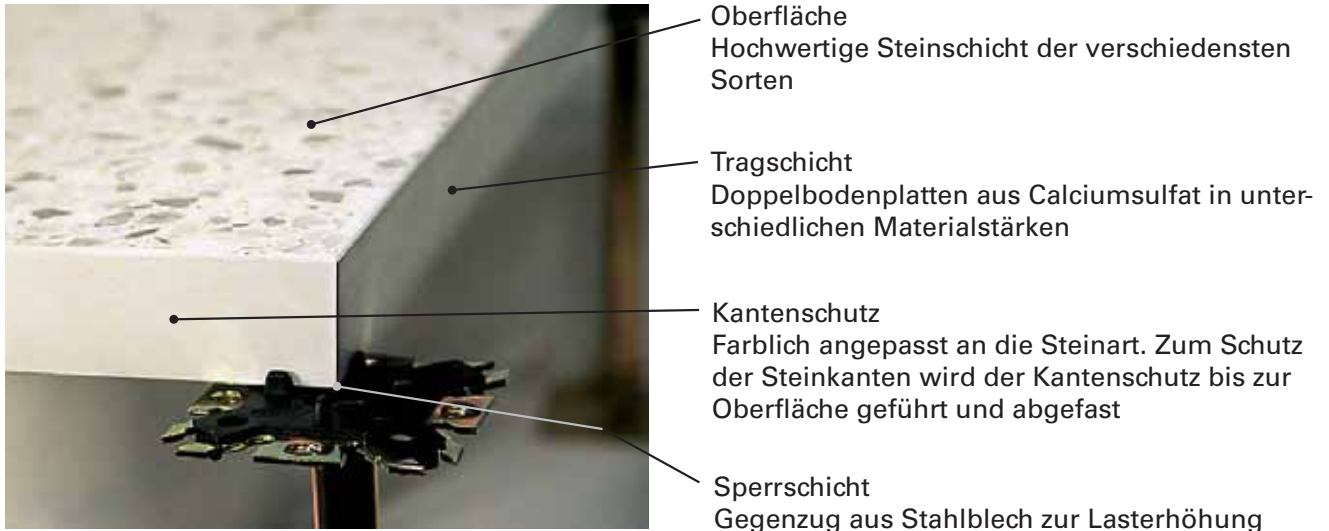 Oberfläche
Hochwertige Steinschicht der verschiedensten
Sorten
Tragschicht
Doppelbodenplatten aus Calciumsulfat in unter-
schiedlichen Materialstärken
Kantenschutz
Farblich angepasst an die Steinart. Zum Schutz
der Steinkanten wird der Kantenschutz bis zur
Oberfläche geführt und abgefast
Sperrschicht
Gegenzug aus Stahlblech zur Lasterhöhung